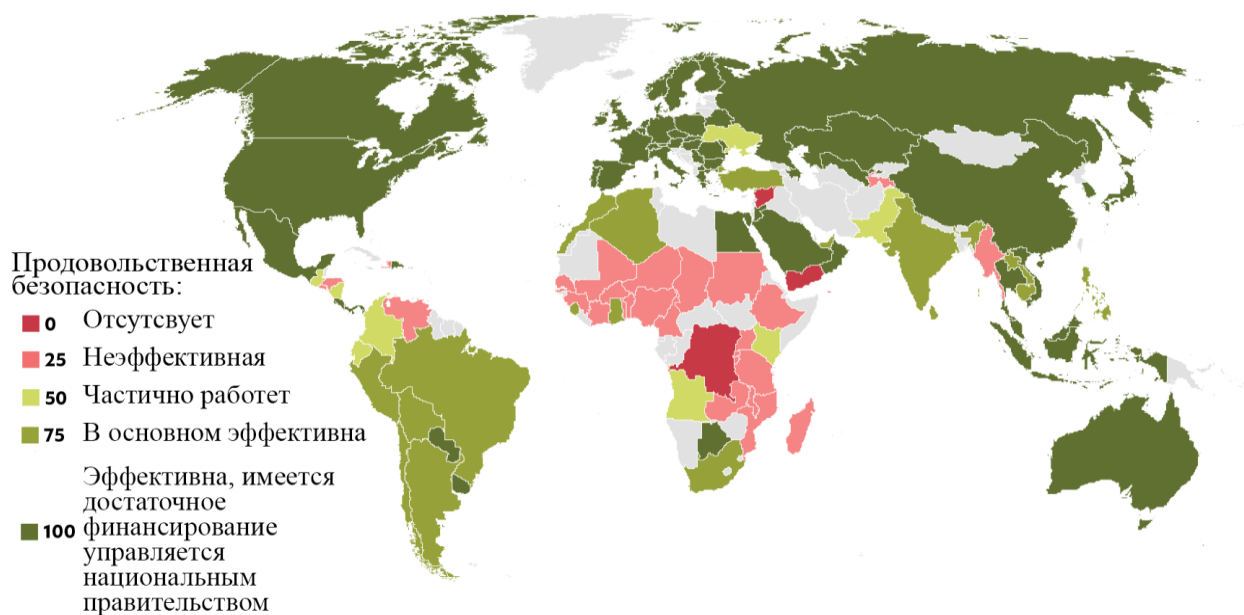 Продовольственная
безопасность:
0 Отсутсвует
25 Неэффективная
50 Частично работет
75 В основном эффективна
Эффективна, имеется
достаточное
100 финансирование
управляется
национальным
правительством